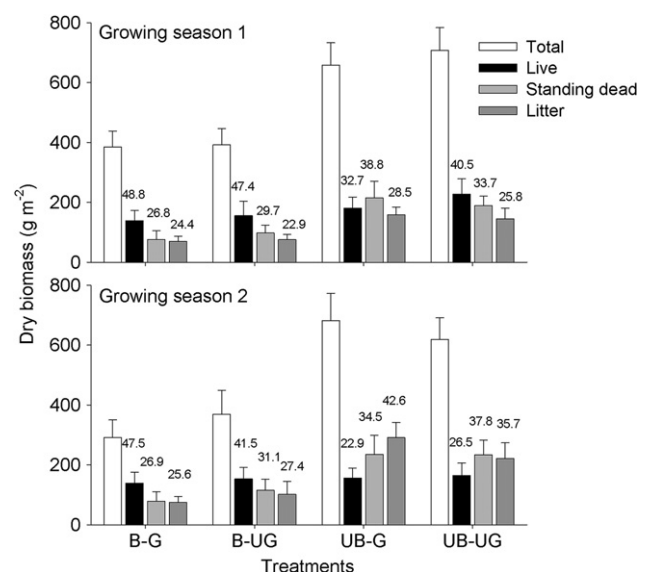 800
Growing season 1
Total
Live
Standing dead
Litter
600
400
200
0
48.8
26.8
24.4
47.4
29.7
22.9
32.7
38.8
28.5
40.5
33.7
25.8
Dry biomass (g m-2)
800
Growing season 2
600
400
200
0
47.5
26.9
25.6
41.5
31.1
27.4
22.9
34.5
42.6
26.5
37.8
35.7
B-G
B-UG
UB-G
UB-UG
Treatments